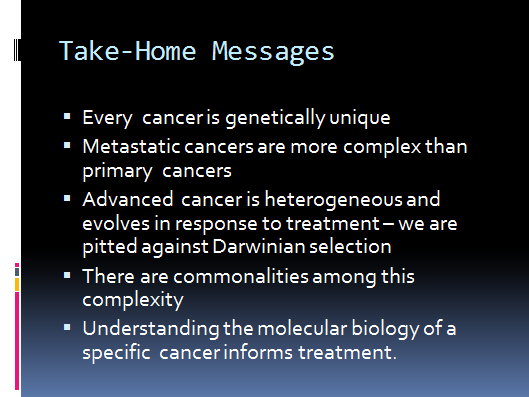 Take-Home Messages
▪ Every cancer is genetically unique
▪ Metastatic cancers are more complex than
primary cancers
▪ Advanced cancer is heterogeneous and
evolves in response to treatment – we are
pitted against Darwinian selection
▪ There are commonalities among this
complexity
▪ Understanding the molecular biology of a
specific cancer informs treatment.